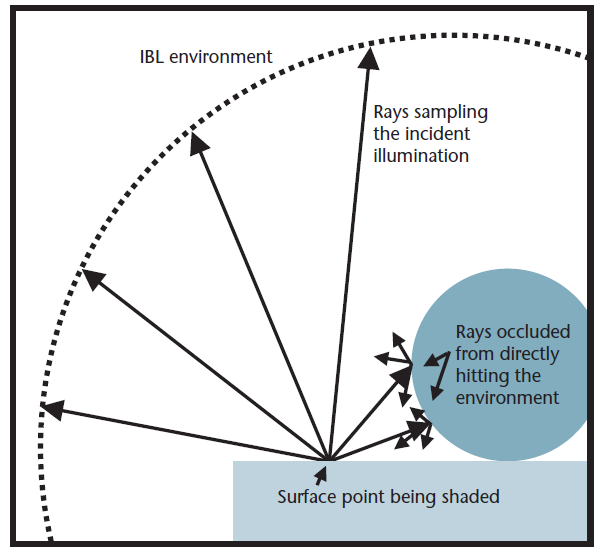 IBL environment
Rays sampling
the incident
illumination
Rays occluded
from directly
hitting the
environment
Surface point being shaded